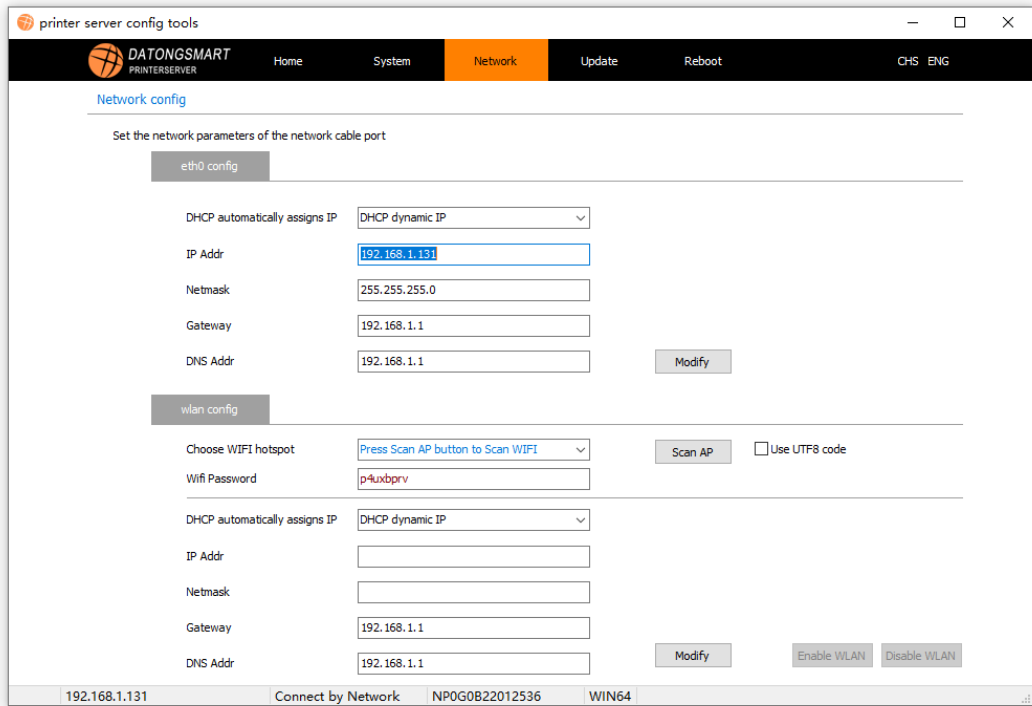 printer server config tools
DATONGSMART
PRINTERSERVER
Home System Network Update Reboot CHS ENG
Network config
Set the network parameters of the network cable port
eth0 config
DHCP automatically assigns IP DHCP dynamic IP
IP Addr 192.168.1.131
Netmask 255.255.255.0
Gateway 192.168.1.1
DNS Addr 192.168.1.1 Modify
wlan config
Choose WIFI hotspot Press Scan AP button to Scan WIFI Scan AP Use UTF8 code
Wifi Password p4uxbprv
DHCP automatically assigns IP DHCP dynamic IP
IP Addr
Netmask
Gateway 192.168.1.1
DNS Addr 192.168.1.1 Modify Enable WLAN Disable WLAN
192.168.1.131 Connect by Network NP0G0B22012536 WIN64